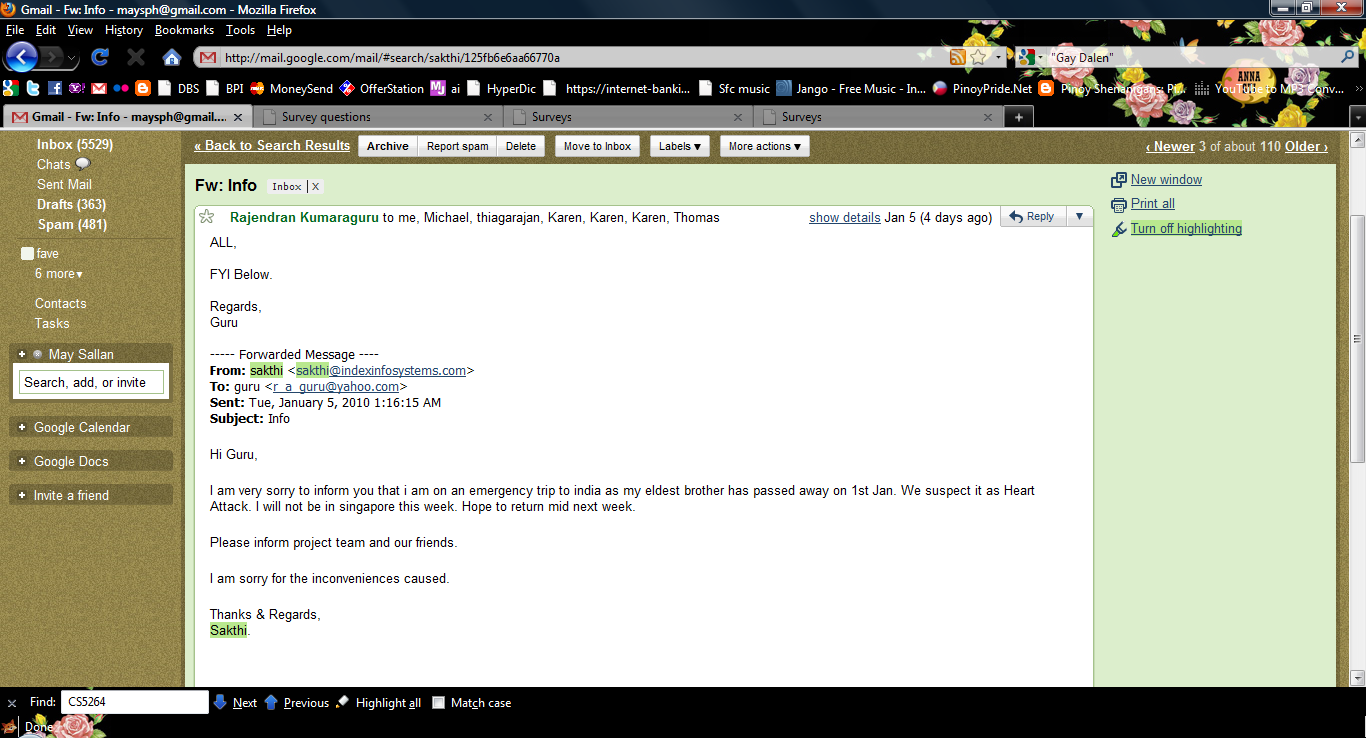 Gmail - Fw: Info - maysph@gmail.com - Mozilla Firefox
File Edit View History Bookmarks Tools Help
http://mail.google.com/mail/#search/sakthi/125fb6e6aa66770a
"Gay Dalen"
DBS BPI MoneySend OfferStation ai HyperDic https://internet-banki... Sfc music Jango - Free Music - In... PinoyPride.Net Pinoy Shenanigans: Pi... YouTube to MP3 Conv...
ANNA
Gmail - Fw: Info - maysph@gmail.... Survey questions Surveys Surveys
Inbox (5529)
Chats
Sent Mail
Drafts (363)
Spam (481)
fave
6 more▾
Contacts
Tasks
May Sallan
Search, add, or invite
Google Calendar
Google Docs
Invite a friend
« Back to Search Results Archive Report spam Delete Move to Inbox Labels ▾ More actions ▾ ‹ Newer 3 of about 110 Older ›
Fw: Info Inbox | X
New window
Print all
Turn off highlighting
Rajendran Kumaraguru to me, Michael, thiagarajan, Karen, Karen, Karen, Thomas show details Jan 5 (4 days ago) Reply
ALL,
FYI Below.
Regards,
Guru
----- Forwarded Message ----
From: sakthi <sakthi@indexinfosystems.com>
To: guru <r_a_guru@yahoo.com>
Sent: Tue, January 5, 2010 1:16:15 AM
Subject: Info
Hi Guru,
I am very sorry to inform you that i am on an emergency trip to india as my eldest brother has passed away on 1st Jan. We suspect it as Heart
Attack. I will not be in singapore this week. Hope to return mid next week.
Please inform project team and our friends.
I am sorry for the inconveniences caused.
Thanks & Regards,
Sakthi.
Find: CS5264 Next Previous Highlight all Match case
Done